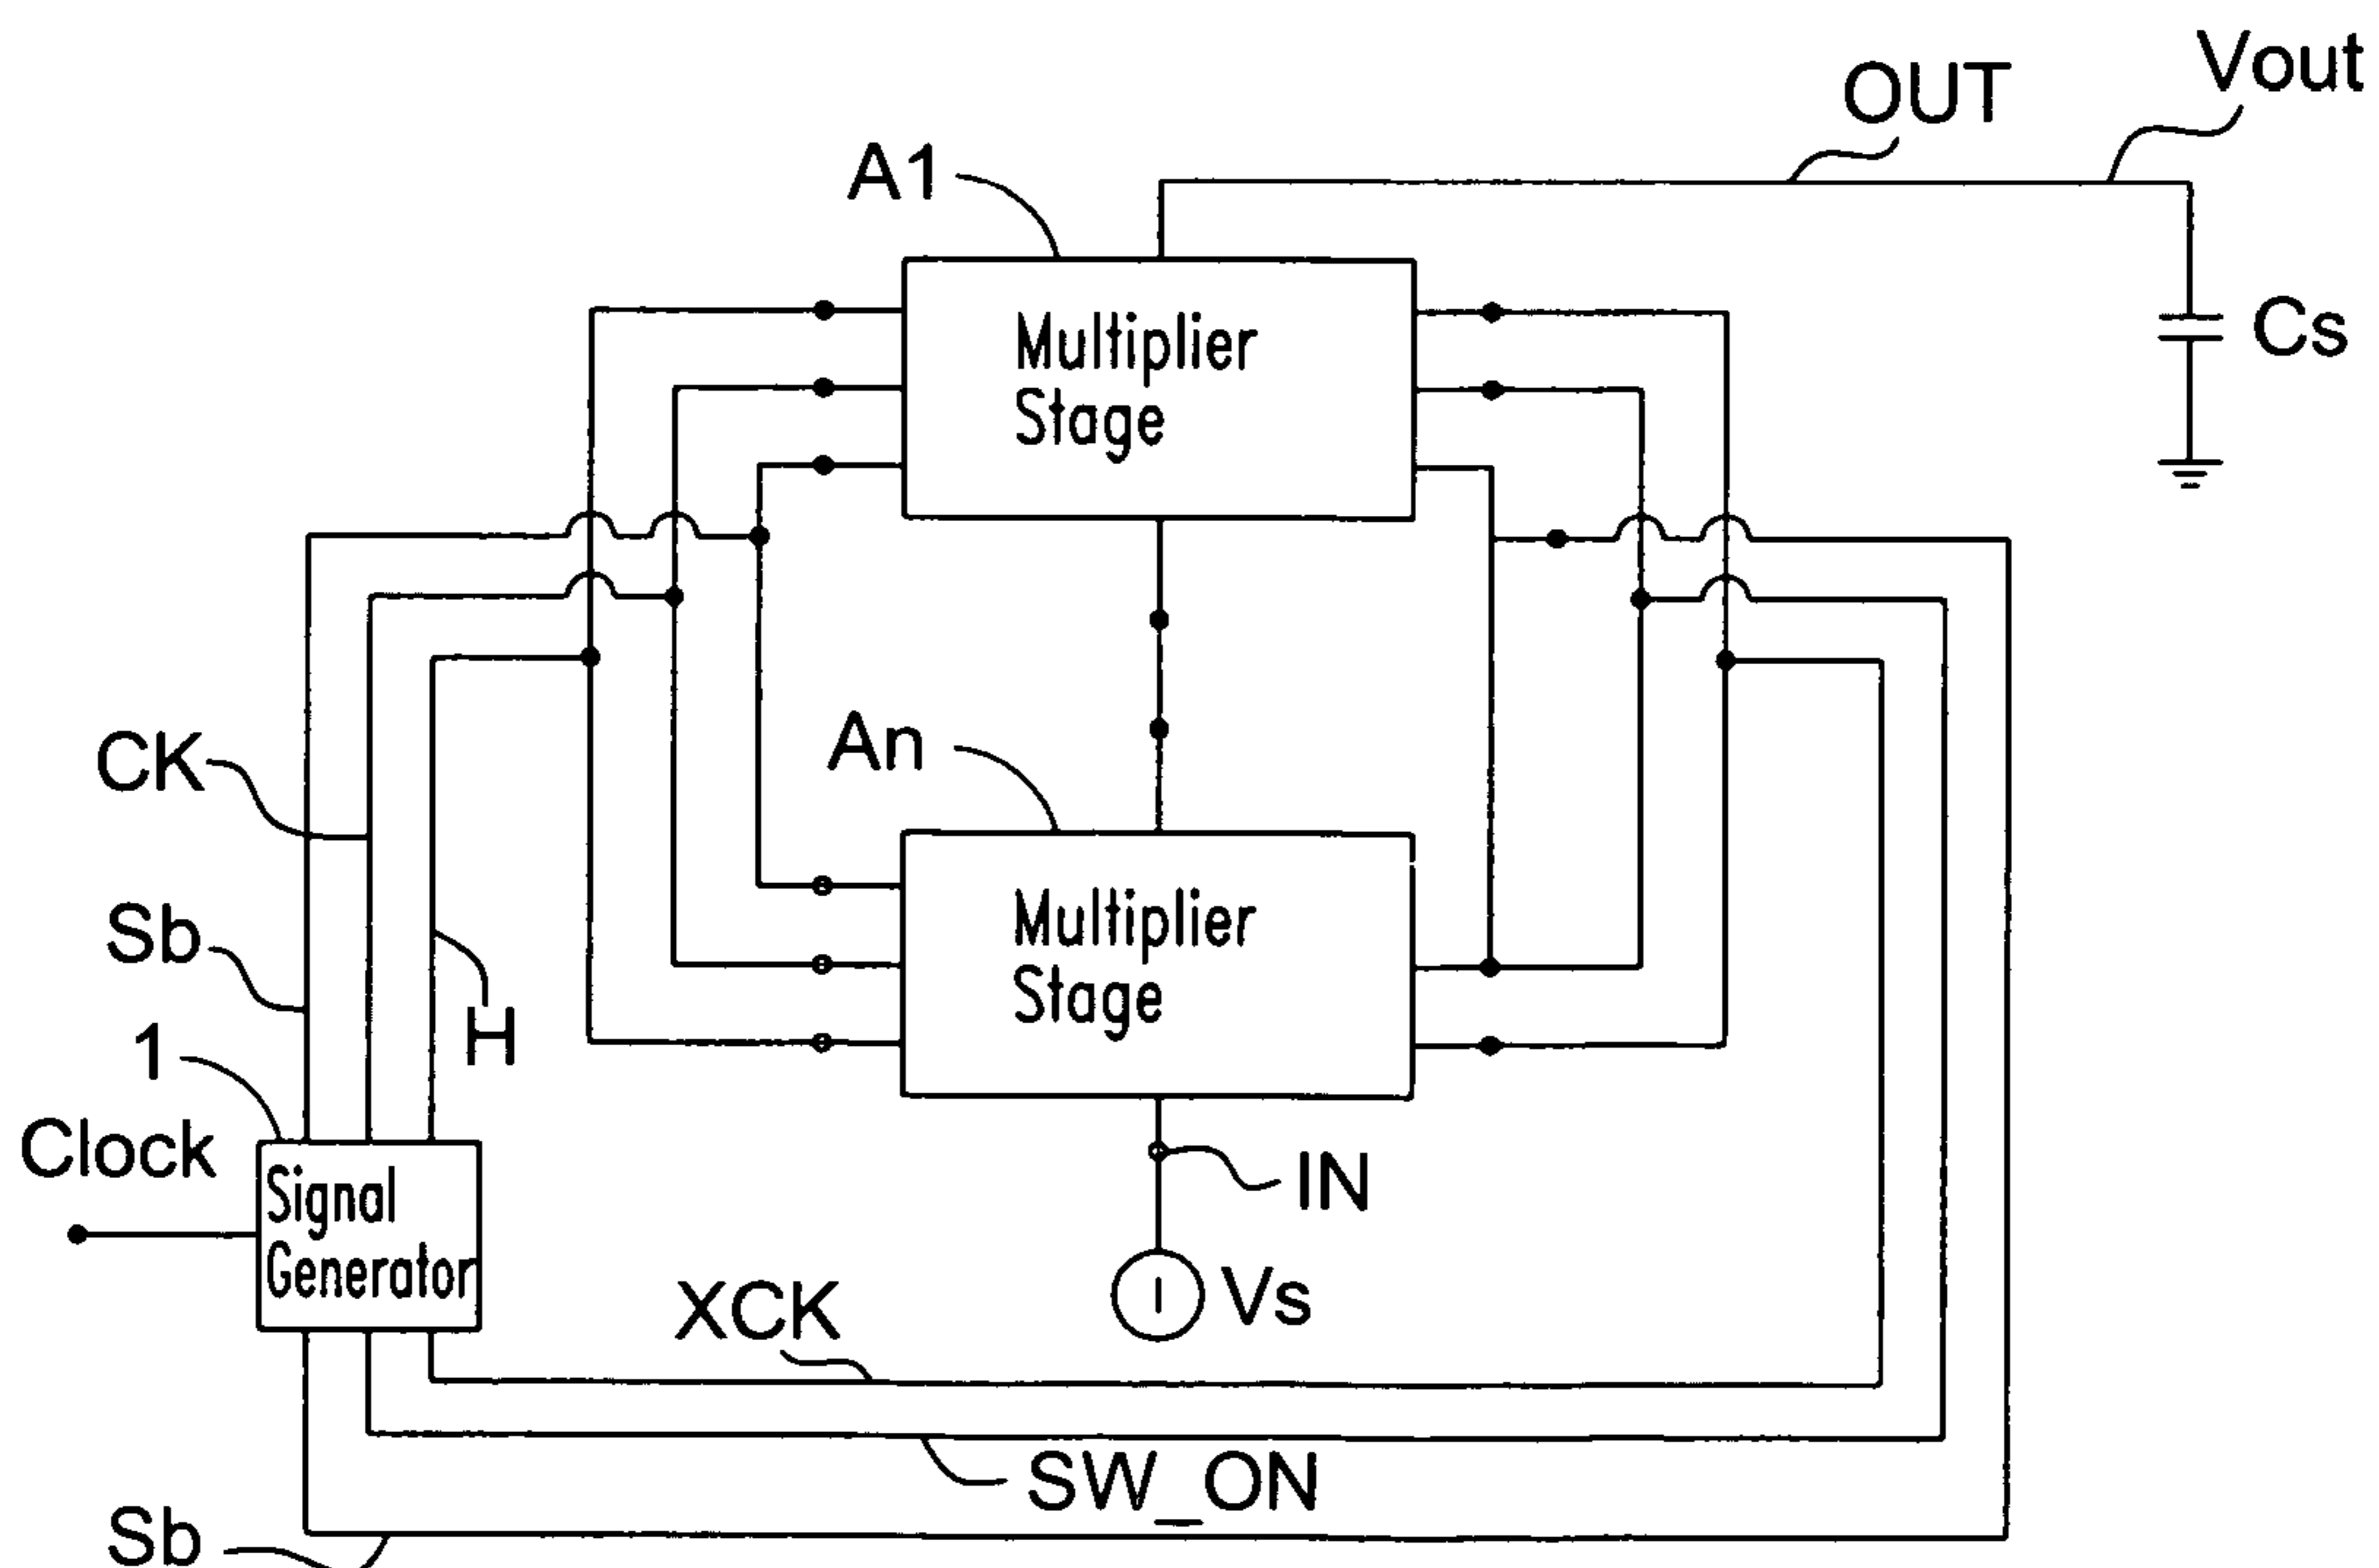 Vout
OUT
A1
Multiplier
Stage
Cs
CK
An
Sb
Multiplier
Stage
H
1
Clock
IN
Signal
Generator
XCK
Vs
SW_ON
Sb